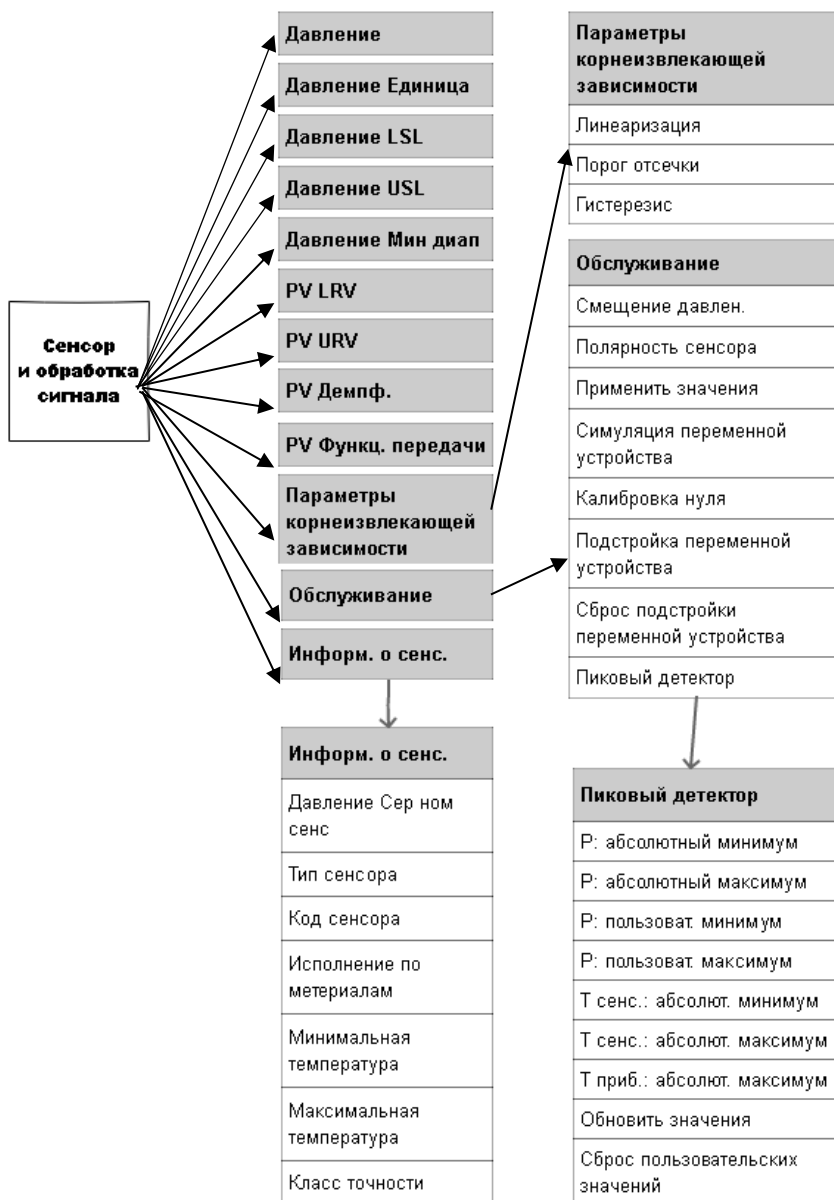 Сенсор
и обработка
сигнала
Давление
Давление Единица
Давление LSL
Давление USL
Давление Мин диап
PV LRV
PV URV
PV Демпф.
PV Функц. передачи
Параметры
корнеизвлекающей
зависимости
Обслуживание
Информ. о сенс.
Информ. о сенс.
Давление Сер ном
сенс
Тип сенсора
Код сенсора
Исполнение по
метериалам
Минимальная
температура
Максимальная
температура
Класс точности
Параметры
корнеизвлекающей
зависимости
Линеаризация
Порог отсечки
Гистерезис
Обслуживание
Смещение давлен.
Полярность сенсора
Применить значения
Симуляция переменной
устройства
Калибровка нуля
Подстройка переменной
устройства
Сброс подстройки
переменной устройства
Пиковый детектор
Пиковый детектор
P: абсолютный минимум
P: абсолютный максимум
P: пользоват. минимум
P: пользоват. максимум
T сенс.: абсолют. минимум
T сенс.: абсолют. максимум
T приб.: абсолют. максимум
Обновить значения
Сброс пользовательских
значений